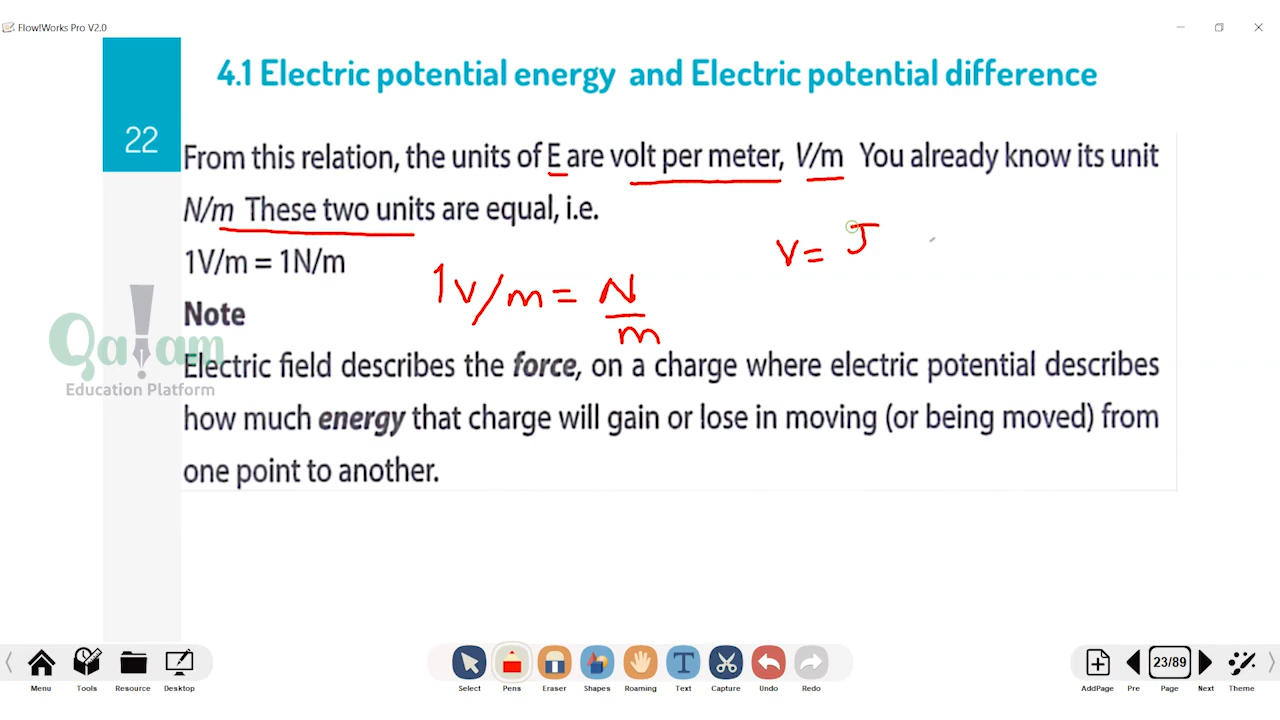 Flow!Works Pro V2.0
4.1 Electric potential energy and Electric potential difference
22
From this relation, the units of E are volt per meter, V/m You already know its unit
N/m These two units are equal, i.e.
1V/m = 1N/m
V= J
1V/m = N
m
Note
Qalam
Education Platform
Electric field describes the force, on a charge where electric potential describes
how much energy that charge will gain or lose in moving (or being moved) from
one point to another.
Menu Tools Resource Desktop Select Pens Eraser Shapes Roaming Text Capture Undo Redo AddPage Pre 23/89 Page Next Theme